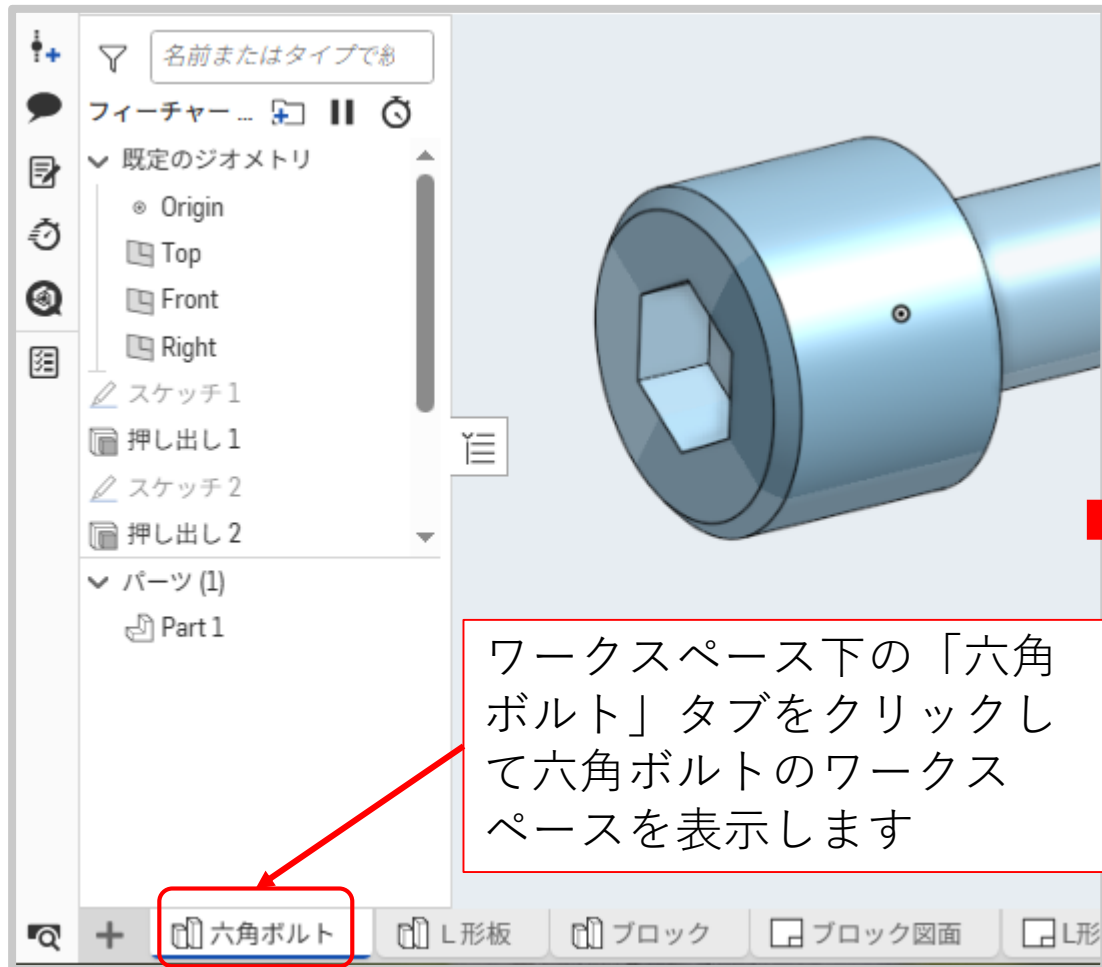 名前またはタイプで
フィーチャー ...
既定のジオメトリ
Origin
Top
Front
Right
スケッチ 1
押し出し 1
スケッチ 2
押し出し 2
パーツ (1)
Part 1
ワークスペース下の「六角
ボルト」タブをクリックし
て六角ボルトのワークス
ペースを表示します
六角ボルト
L 形板
ブロック
ブロック図面
L形